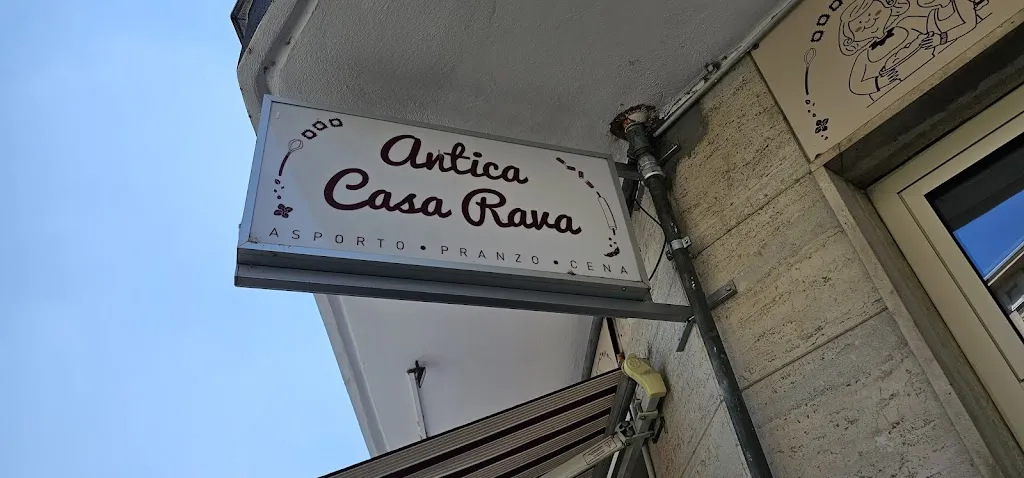 Antica
Casa Rava
ASPORTO • PRANZO • CENA